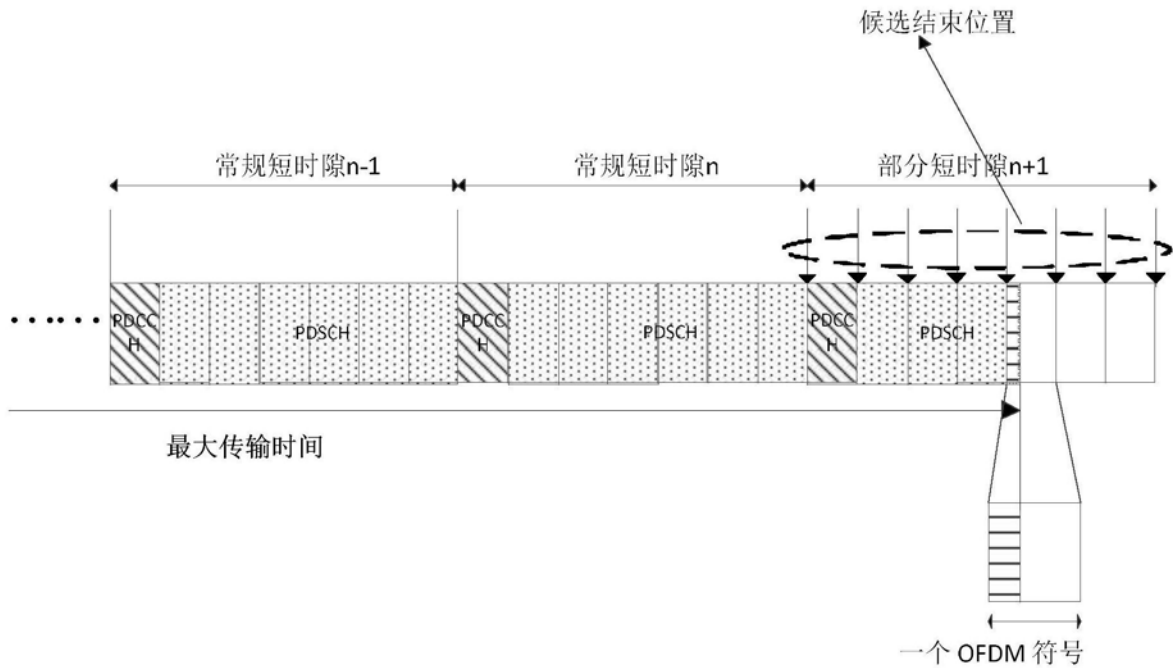 候选结束位置
常规短时隙n-1
常规短时隙n
部分短时隙n+1
PDCC
H
PDSCH
PDCC
H
PDSCH
PDCC
H
PDSCH
最大传输时间
一个 OFDM 符号